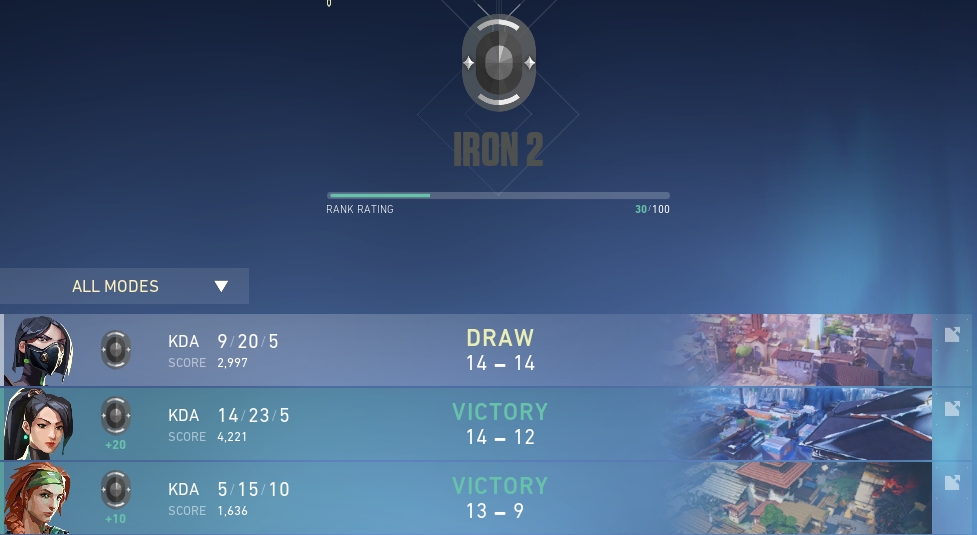 IRON 2
RANK RATING 30/100
ALL MODES
KDA 9/20/5
SCORE 2,997
DRAW
14 – 14
+20
KDA 14/23/5
SCORE 4,221
VICTORY
14 – 12
+10
KDA 5/15/10
SCORE 1,636
VICTORY
13 – 9